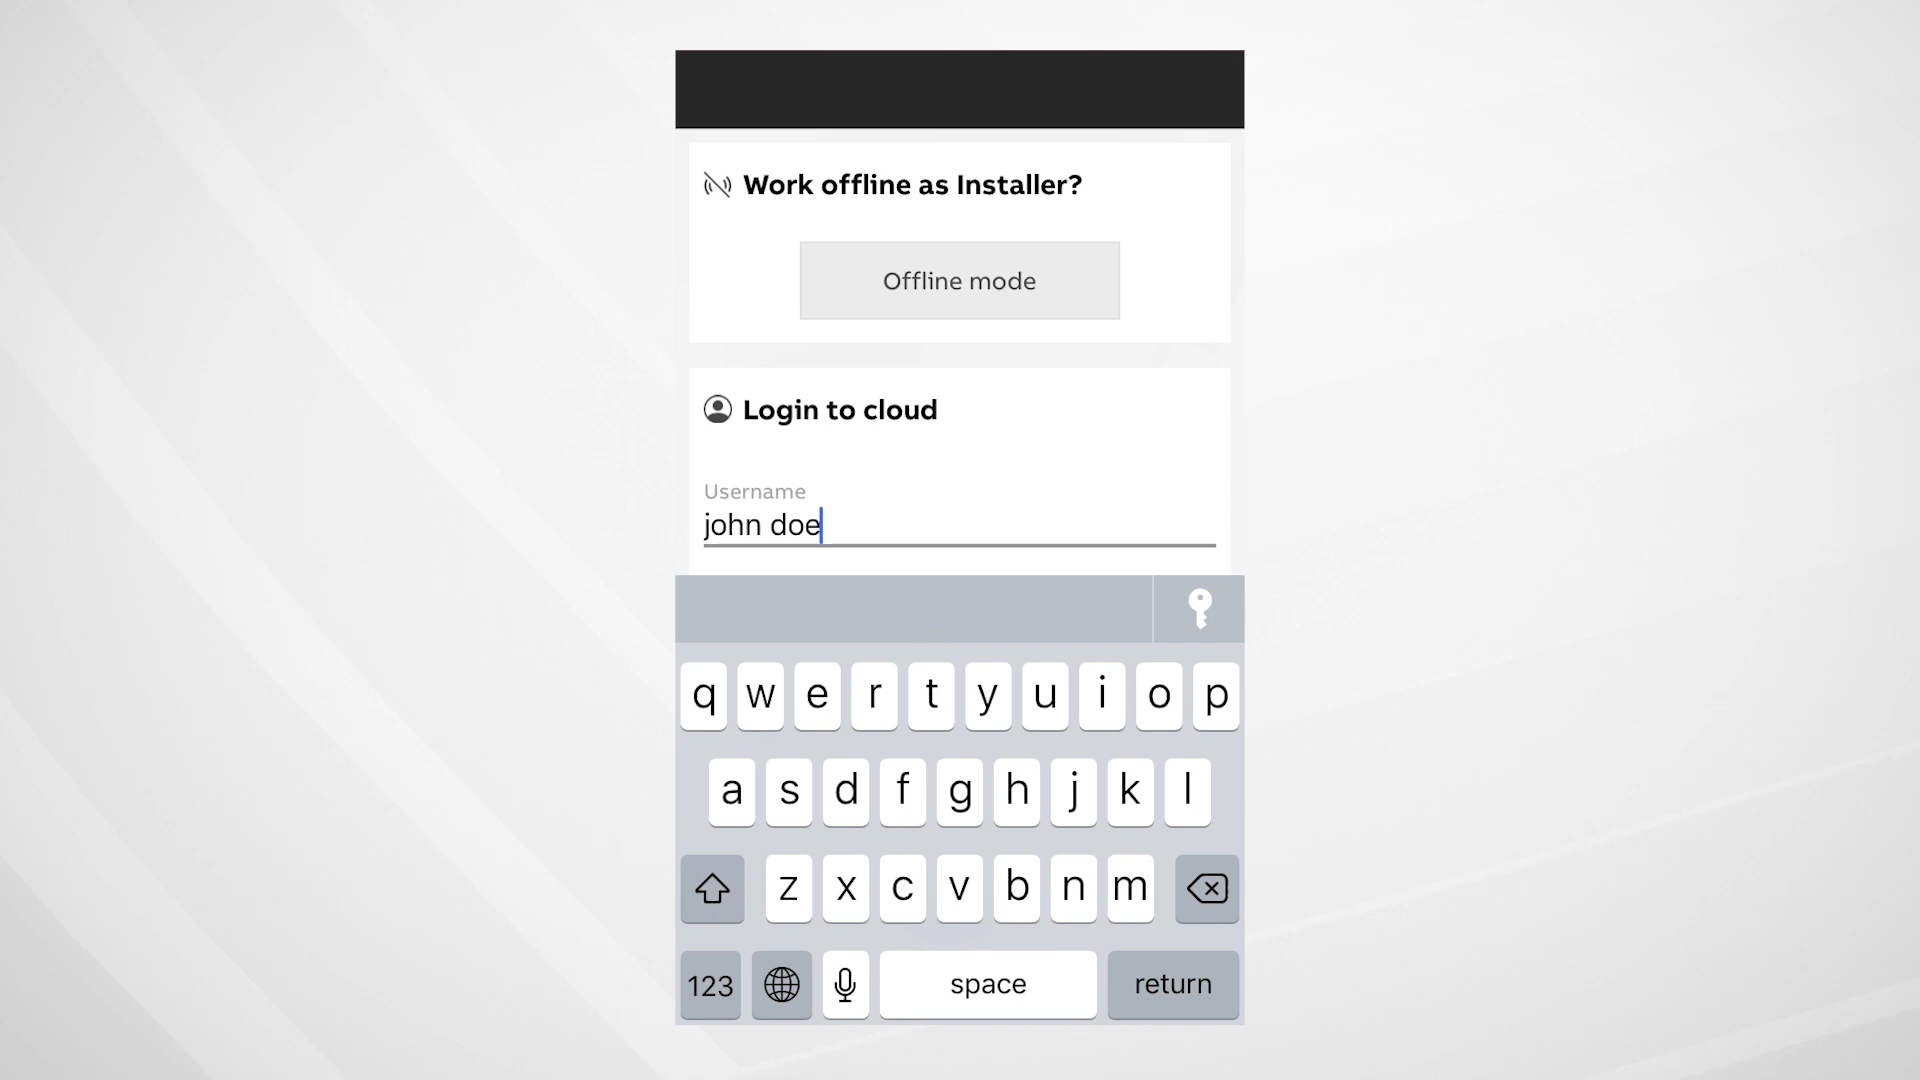 Work offline as Installer?
Offline mode
Login to cloud
Username
john doe
q w e r t y u i o p
a s d f g h j k l
z x c v b n m
123 space return